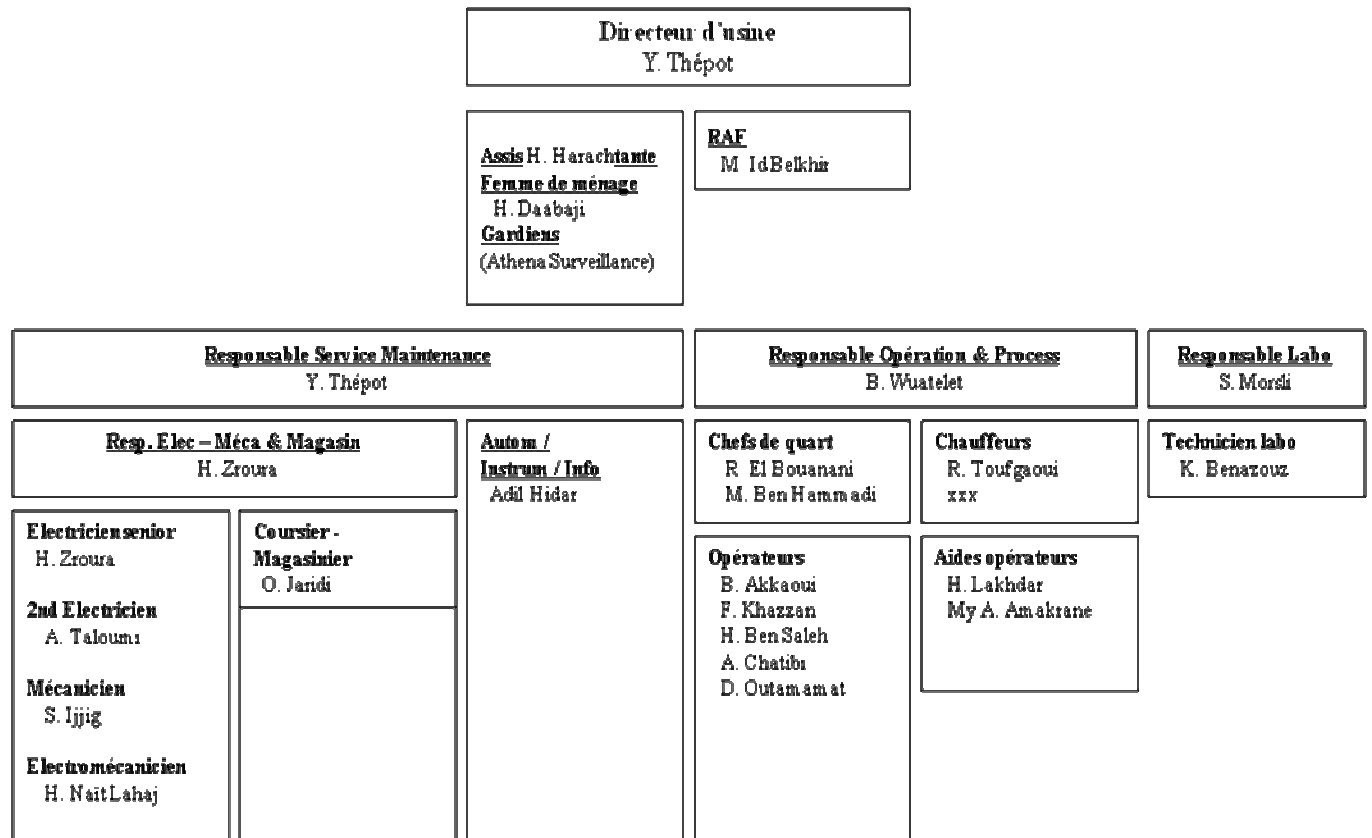 Directeur d'usine
Y. Thépot
Assis H. Harachtante
Femme de ménage
H. Daabaji
Gardiens
(Athena Surveillance)
RAF
M IdBelkhir
Responsable Service Maintenance
Y. Thépot
Responsable Opération & Process
B. Wuatelet
Responsable Labo
S. Morsli
Resp. Elec – Méca & Magasin
H. Zroura
Autom /
Instrum / Info
Adil Hidar
Chefs de quart
R El Bouanani
M. Ben Hammadi
Chauffeurs
R. Toufgaoui
xxx
Technicien labo
K. Benazouz
Electricien senior
H. Zroura
2nd Electricien
A. Taloumi
Mécanicien
S. Ijjig
Electromécanicien
H. Naït Lahaj
Coursier -
Magasinier
O. Jaridi
Opérateurs
B. Akkaoui
F. Khazzan
H. Ben Saleh
A. Chatibi
D. Outamamat
Aides opérateurs
H. Lakhdar
My A. Amakrane